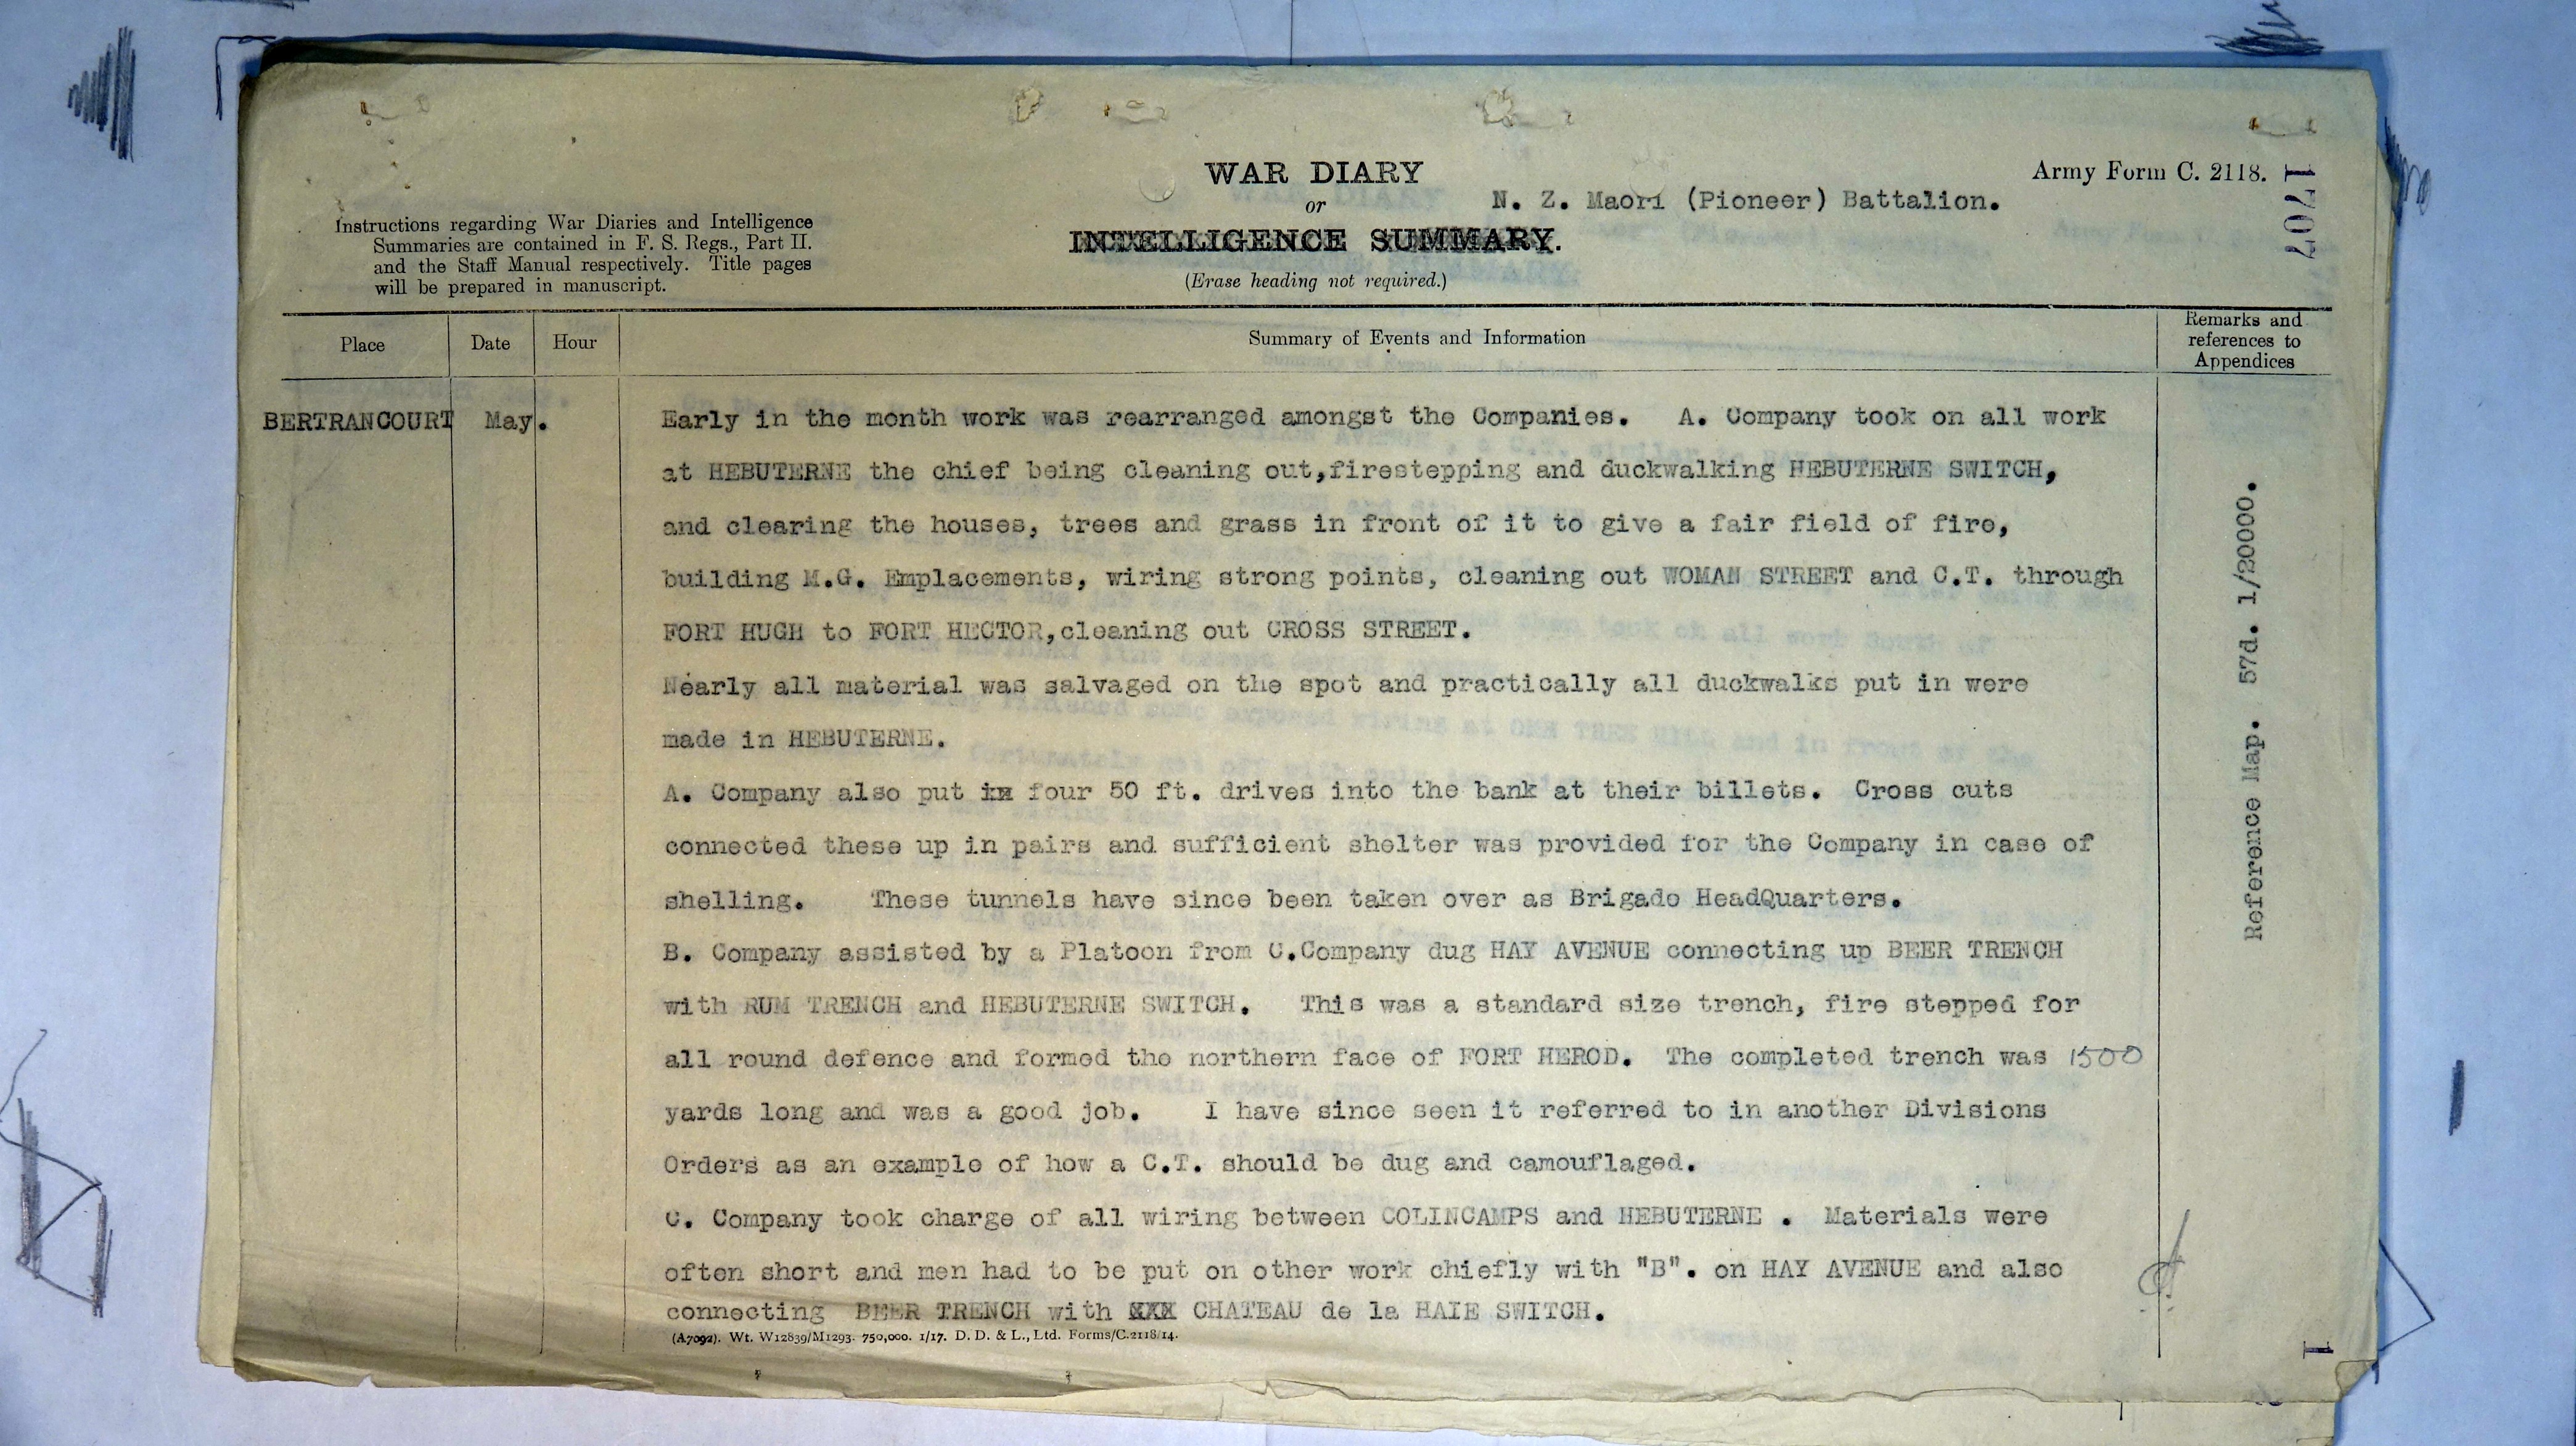 WAR DIARY
or
INTELLIGENCE SUMMARY.
(Erase heading not required.)
N. Z. Maori (Pioneer) Battalion.
Army Form C. 2118.
1707
Instructions regarding War Diaries and Intelligence
Summaries are contained in F. S. Regs., Part II.
and the Staff Manual respectively. Title pages
will be prepared in manuscript.
Place
Date
Hour
Summary of Events and Information
Remarks and
references to
Appendices
BERTRANCOURT May.
Early in the month work was rearranged amongst the Companies. A. Company took on all work
at HEBUTERNE the chief being cleaning out,firestepping and duckwalking HEBUTERNE SWITCH,
and clearing the houses, trees and grass in front of it to give a fair field of fire,
building M.G. Emplacements, wiring strong points, cleaning out WOMAN STREET and C.T. through
FORT HUGH to FORT HECTOR,cleaning out CROSS STREET.
Nearly all material was salvaged on the spot and practically all duckwalks put in were
made in HEBUTERNE.
A. Company also put in four 50 ft. drives into the bank at their billets. Cross cuts
connected these up in pairs and sufficient shelter was provided for the Company in case of
shelling. These tunnels have since been taken over as Brigade HeadQuarters.
B. Company assisted by a Platoon from C.Company dug HAY AVENUE connecting up BEER TRENCH
with RUM TRENCH and HEBUTERNE SWITCH. This was a standard size trench, fire stepped for
all round defence and formed the northern face of FORT HEROD. The completed trench was 1500
yards long and was a good job. I have since seen it referred to in another Divisions
Orders as an example of how a C.T. should be dug and camouflaged.
C. Company took charge of all wiring between COLINCAMPS and HEBUTERNE . Materials were
often short and men had to be put on other work chiefly with "B". on HAY AVENUE and also
connecting BEER TRENCH with XXX CHATEAU de la HAIE SWITCH.
Reference Map. 57d. 1/20000.
(A7092). Wt. W12839/M1293. 750,000. 1/17. D. D. & L., Ltd. Forms/C.2118/14.
1